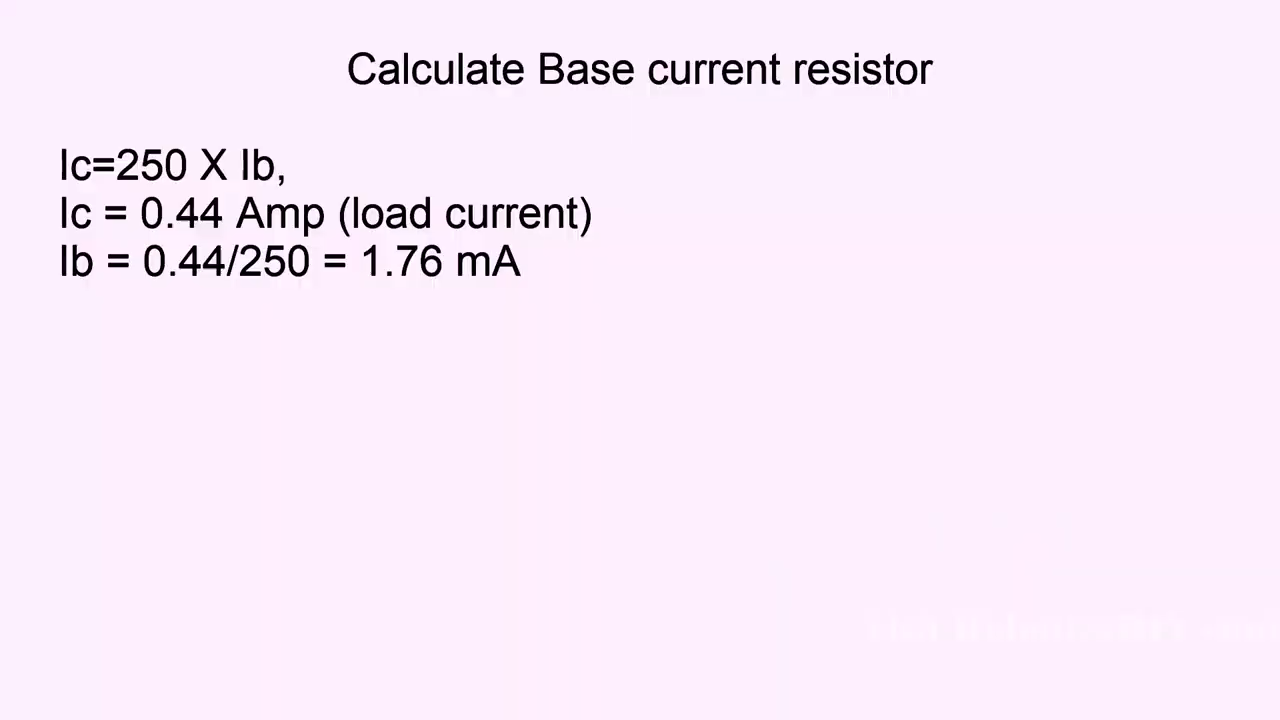 Calculate Base current resistor
Ic=250 X Ib,
Ic = 0.44 Amp (load current)
Ib = 0.44/250 = 1.76 mA